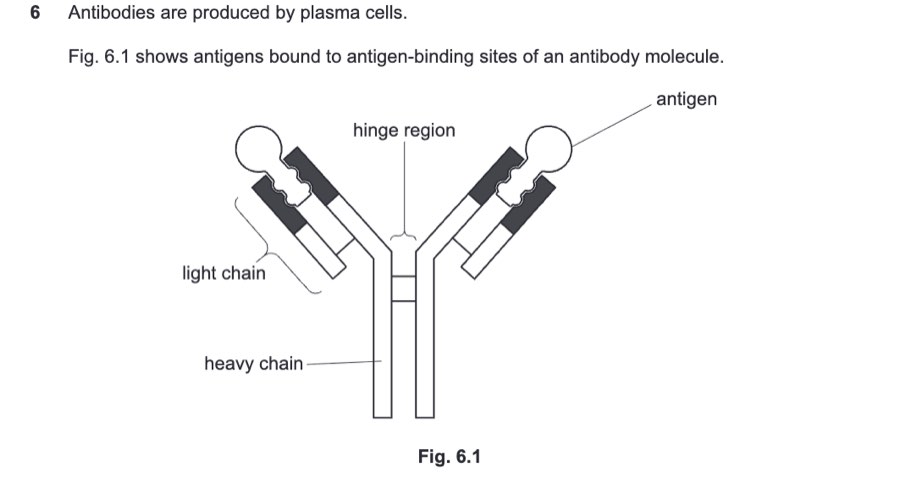 6 Antibodies are produced by plasma cells.
Fig. 6.1 shows antigens bound to antigen-binding sites of an antibody molecule.
antigen
hinge region
light chain
heavy chain
Fig. 6.1